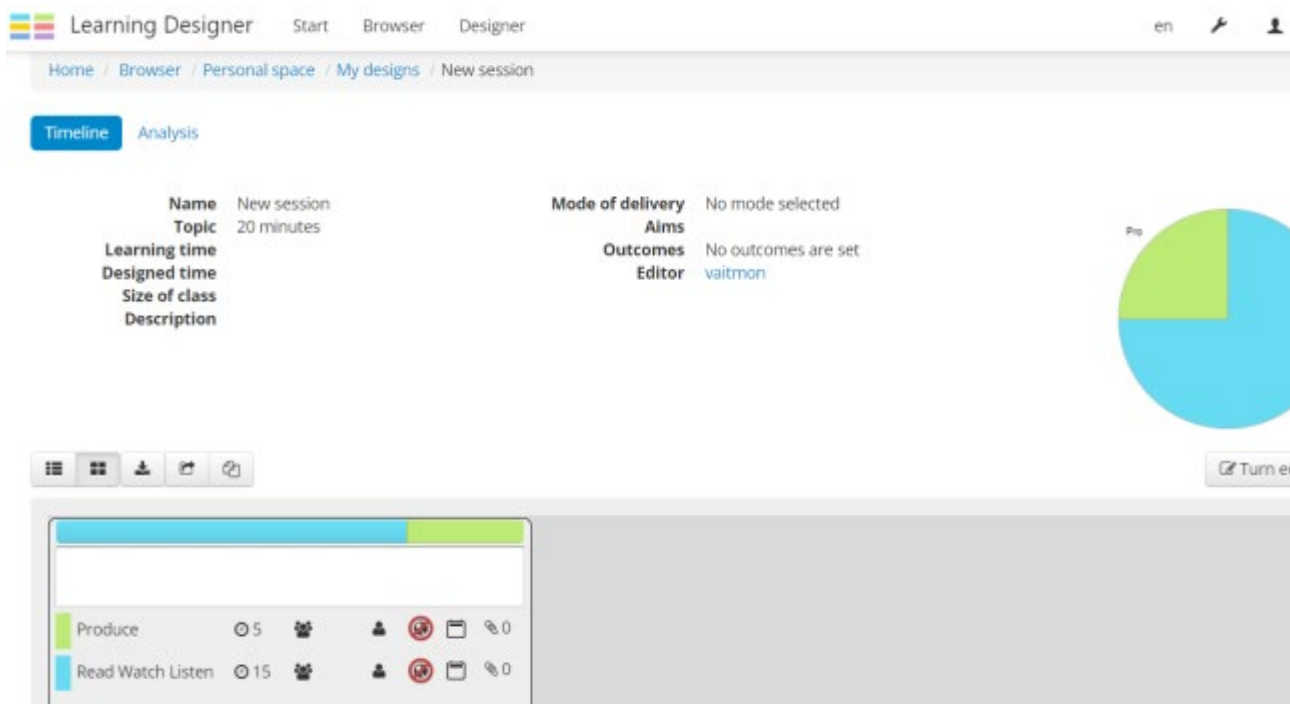 Learning Designer Start Browser Designer en
Home / Browser / Personal space / My designs / New session
Timeline Analysis
Name New session
Topic 20 minutes
Learning time
Designed time
Size of class
Description
Mode of delivery No mode selected
Aims
Outcomes No outcomes are set
Editor vaitmon
Pro
Turn e
Produce 5 0
Read Watch Listen 15 0